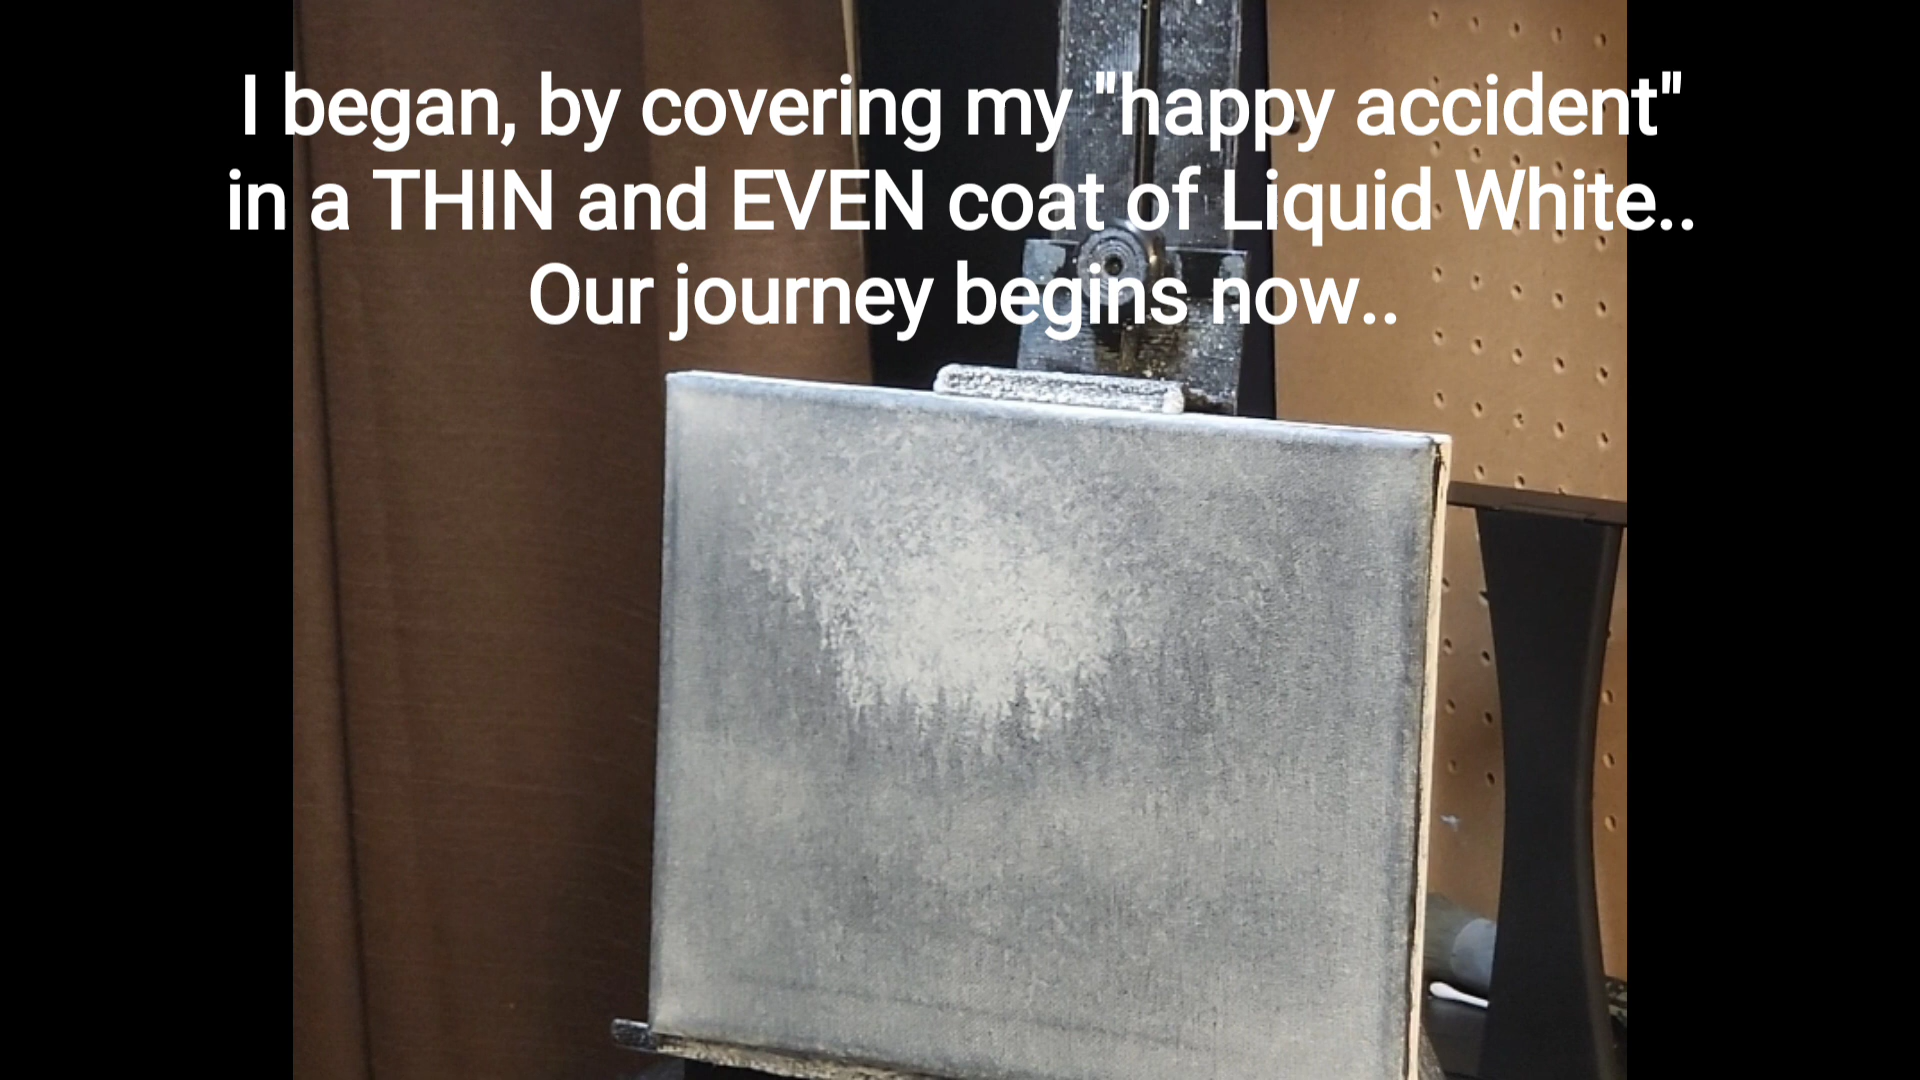 I began, by covering my "happy accident"
in a THIN and EVEN coat of Liquid White..
Our journey begins now..